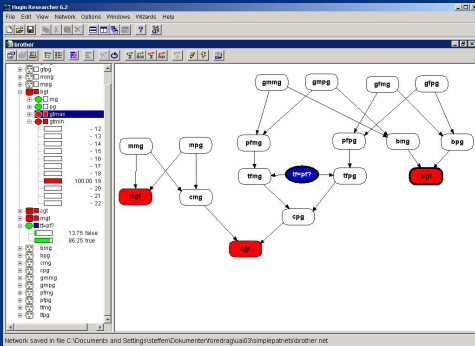 Hugin Researcher 6.2
File Edit View Network Options Windows Wizards Help
brother
gfpg
mmg
mpg
bgt
mg
pg
gtmax
gtmin
- 12
- 13
- 14
- 15
- 16
- 17
- 18
100.00 19
- 20
- 21
- 22
cgt
mgt
tf=gf?
13.75 false
86.25 true
bmg
bpg
cmg
cpg
gmmg
gmpg
pfmg
pfpg
tfmg
tfpg
gmmg
gmpg
gfmg
gfpg
mmg
mpg
pfmg
pfpg
bmg
bpg
mgt
cmg
tfmg
tf=pf?
tfpg
bgt
cpg
cgt
Network saved in file C:\Documents and Settings\steffen\Dokumenter\foredrag\uai03\simplepatnets\brother.net